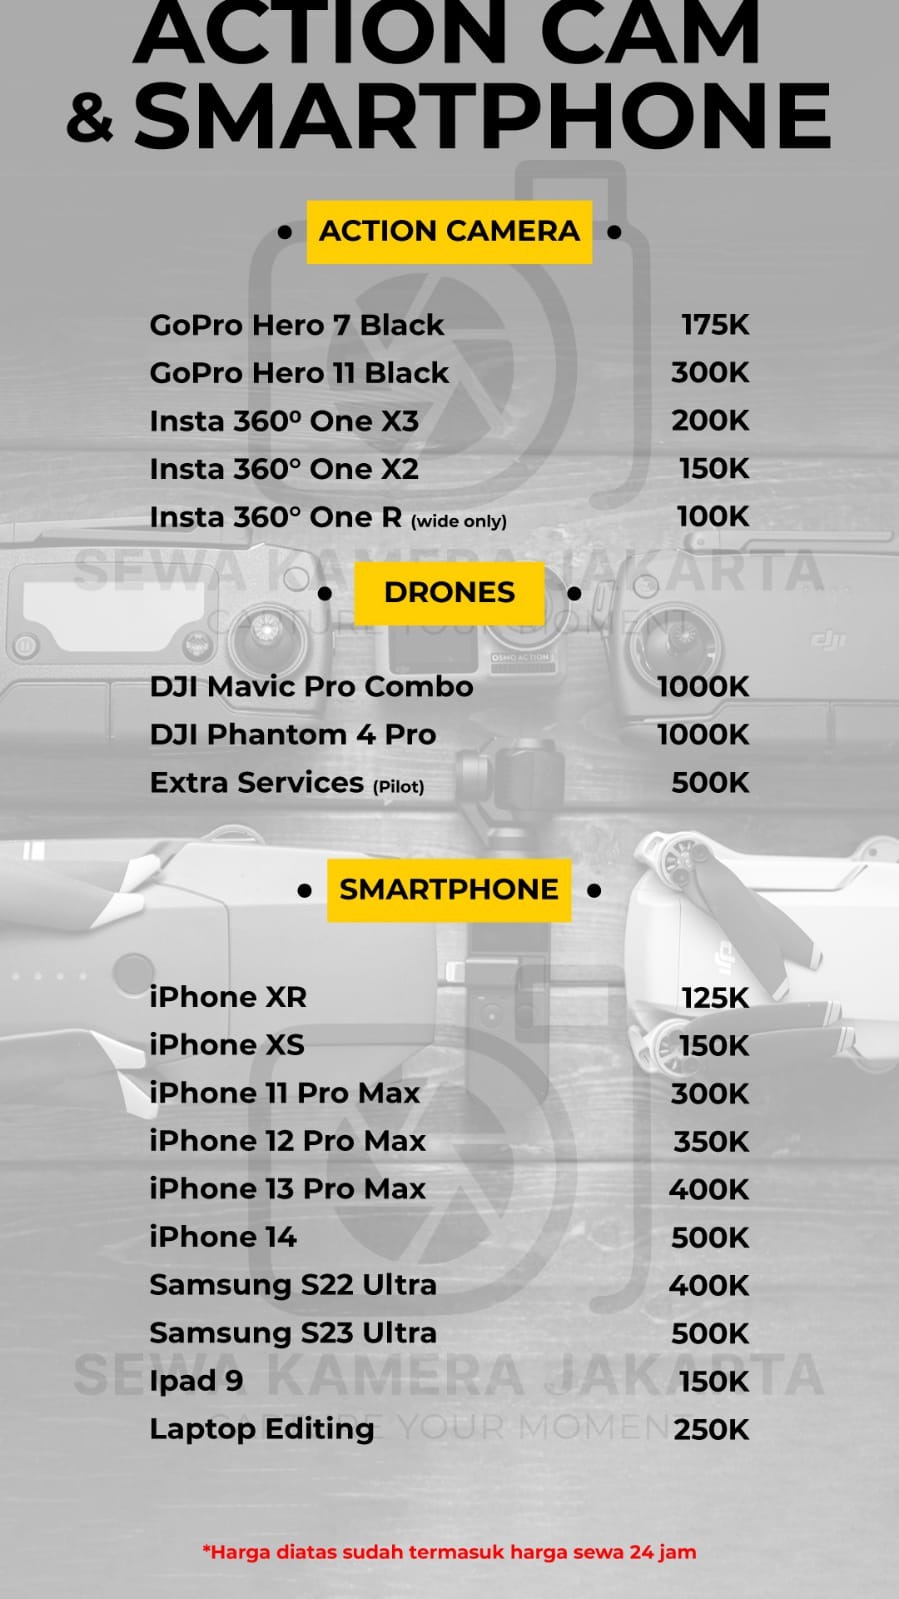 ACTION CAM
& SMARTPHONE
ACTION CAMERA
GoPro Hero 7 Black 175K
GoPro Hero 11 Black 300K
Insta 360⁰ One X3 200K
Insta 360° One X2 150K
Insta 360° One R (wide only) 100K
SEWA KAMERA JAKARTA
DRONES
CAPTURE YOUR MOMENT
dji
OSMO ACTION
DJI Mavic Pro Combo 1000K
DJI Phantom 4 Pro 1000K
Extra Services (Pilot) 500K
SMARTPHONE
dji
iPhone XR 125K
iPhone XS 150K
iPhone 11 Pro Max 300K
iPhone 12 Pro Max 350K
iPhone 13 Pro Max 400K
iPhone 14 500K
Samsung S22 Ultra 400K
Samsung S23 Ultra 500K
SEWA KAMERA JAKARTA
Ipad 9 150K
CAPTURE YOUR MOMENT
Laptop Editing 250K
*Harga diatas sudah termasuk harga sewa 24 jam